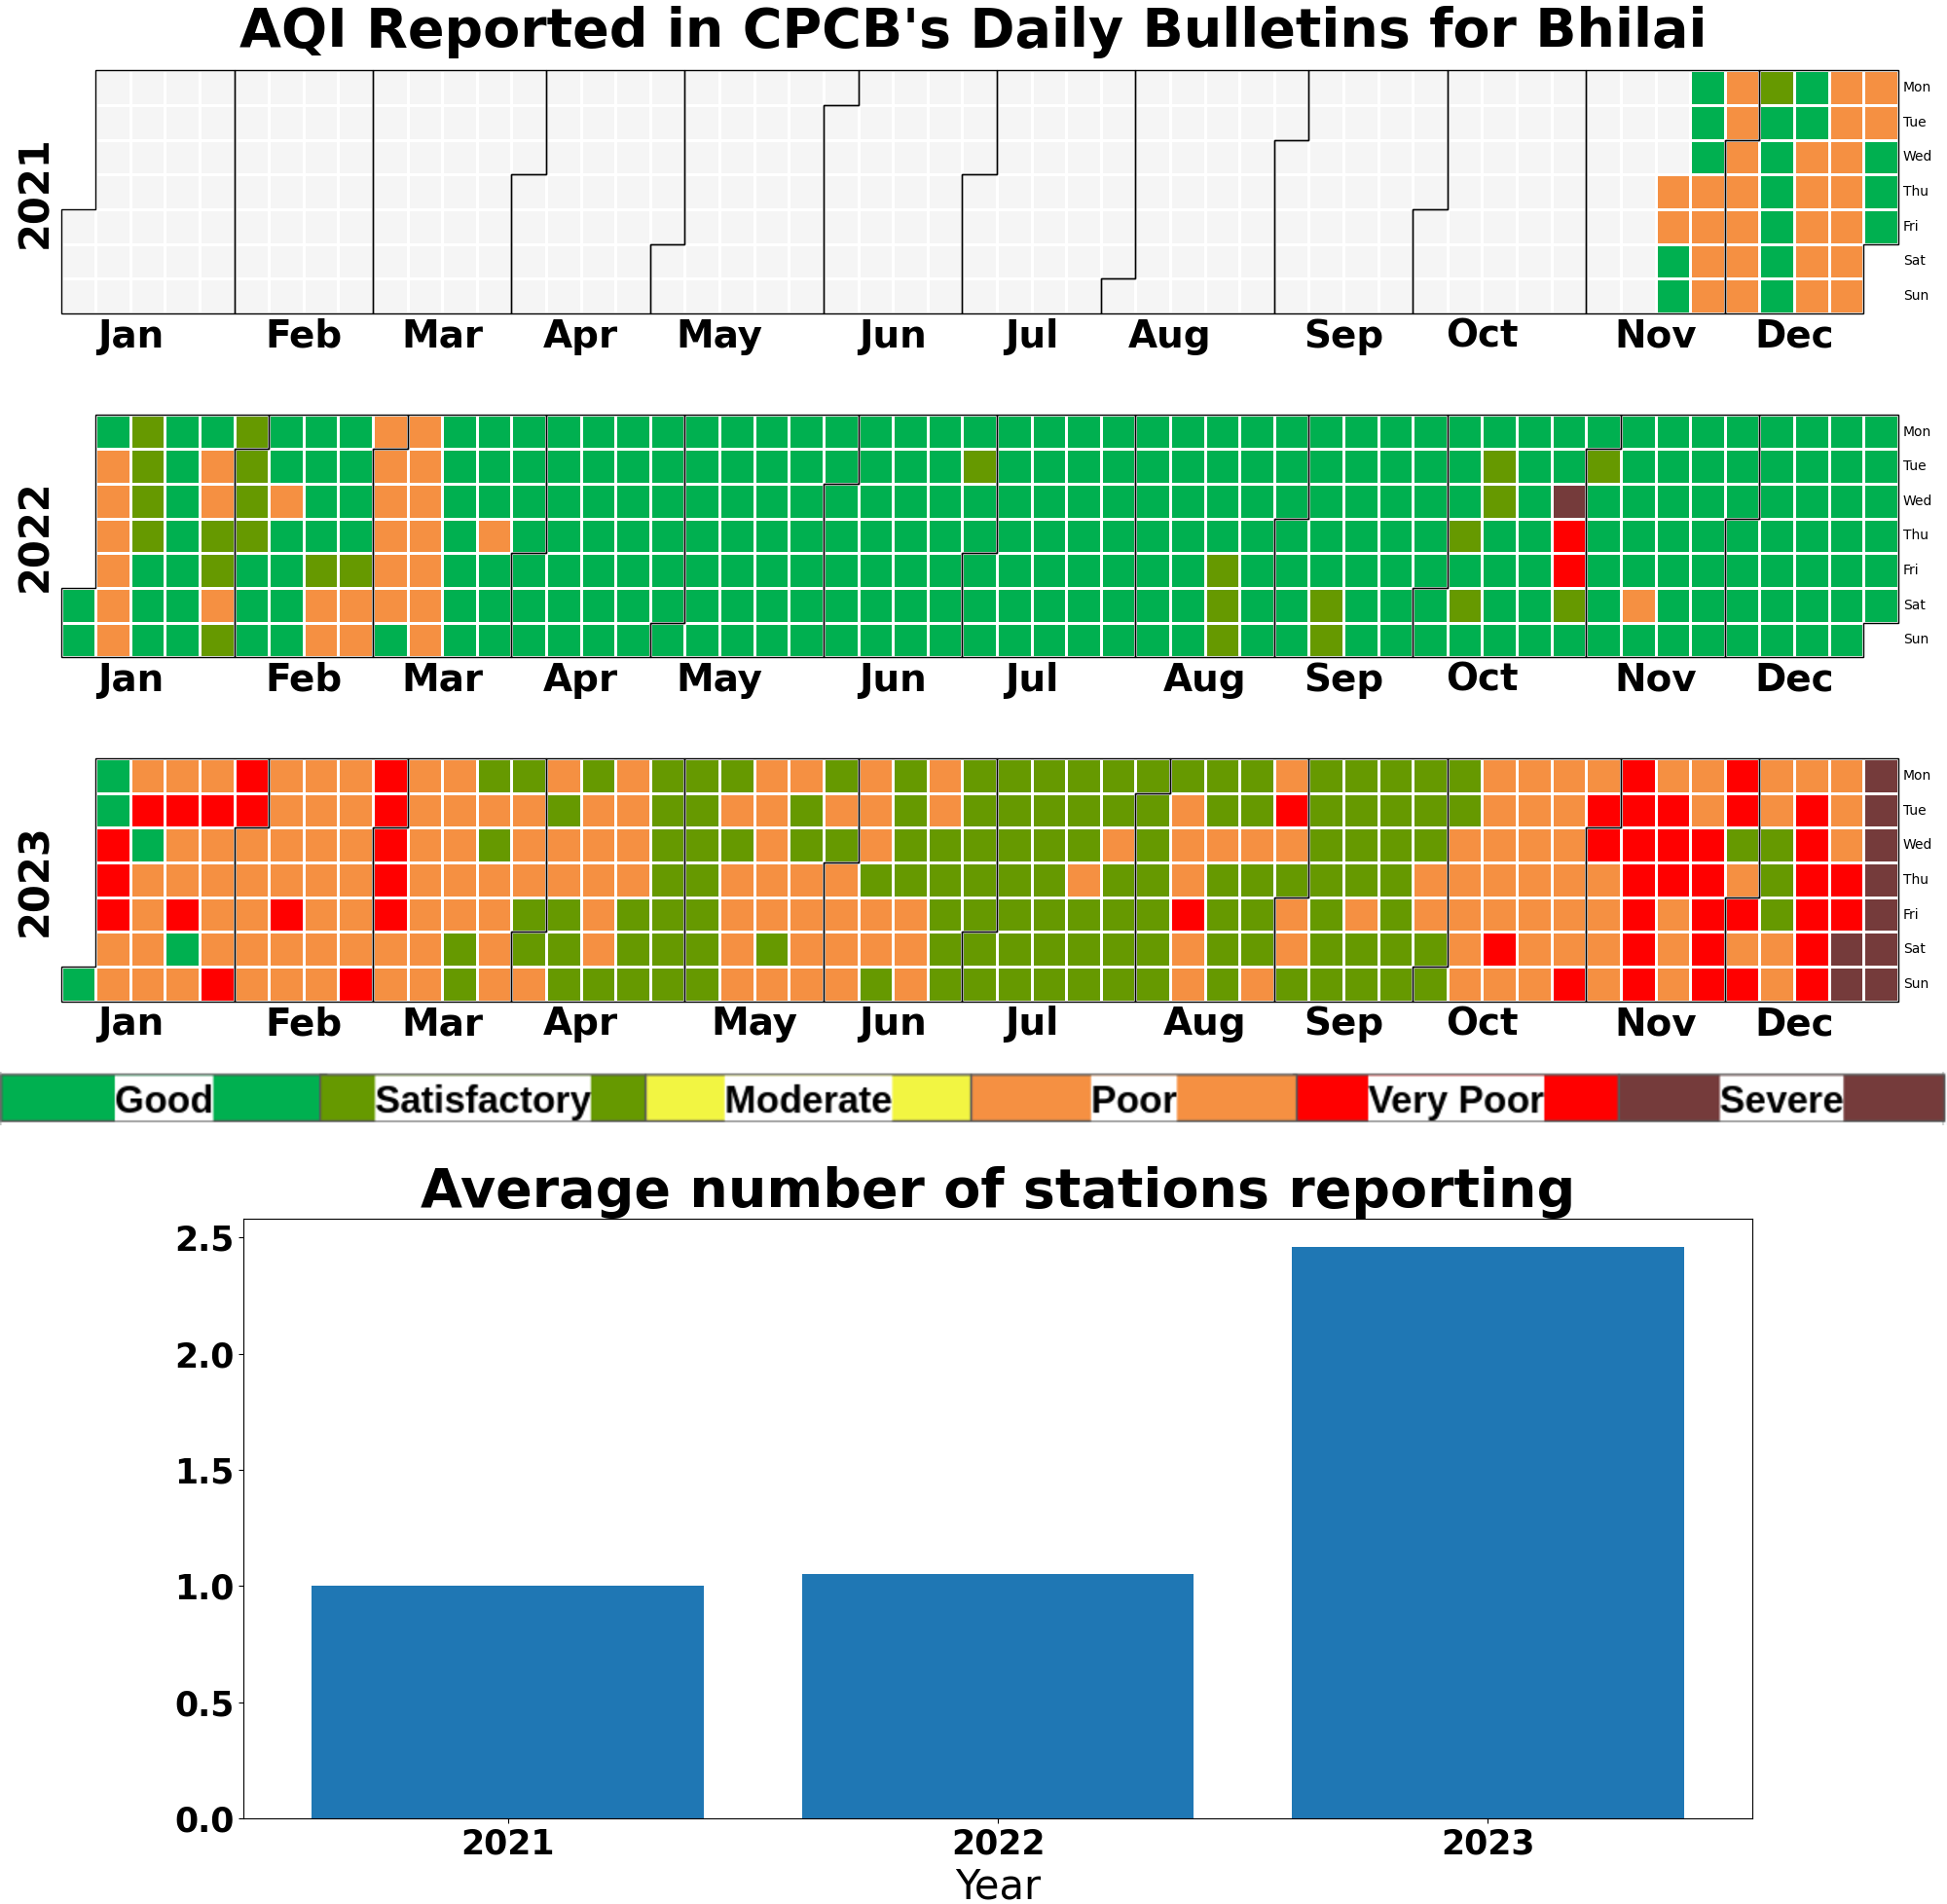 AQI Reported in CPCB's Daily Bulletins for Bhilai
2021
Mon
Tue
Wed
Thu
Fri
Sat
Sun
Jan Feb Mar Apr May Jun Jul Aug Sep Oct Nov Dec
2022
Mon
Tue
Wed
Thu
Fri
Sat
Sun
Jan Feb Mar Apr May Jun Jul Aug Sep Oct Nov Dec
2023
Mon
Tue
Wed
Thu
Fri
Sat
Sun
Jan Feb Mar Apr May Jun Jul Aug Sep Oct Nov Dec
Good Satisfactory Moderate Poor Very Poor Severe
Average number of stations reporting
2.5
2.0
1.5
1.0
0.5
0.0
2021 2022 2023
Year